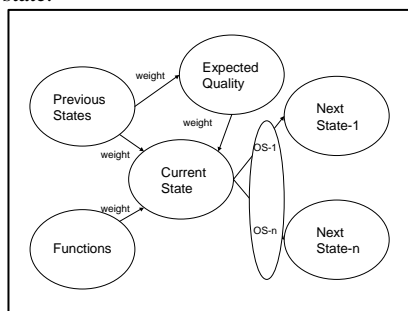 state.
weight
Expected
Quality
Previous
States
Next
State-1
weight
OS-1
weight
Current
State
weight
OS-n
Functions
Next
State-n